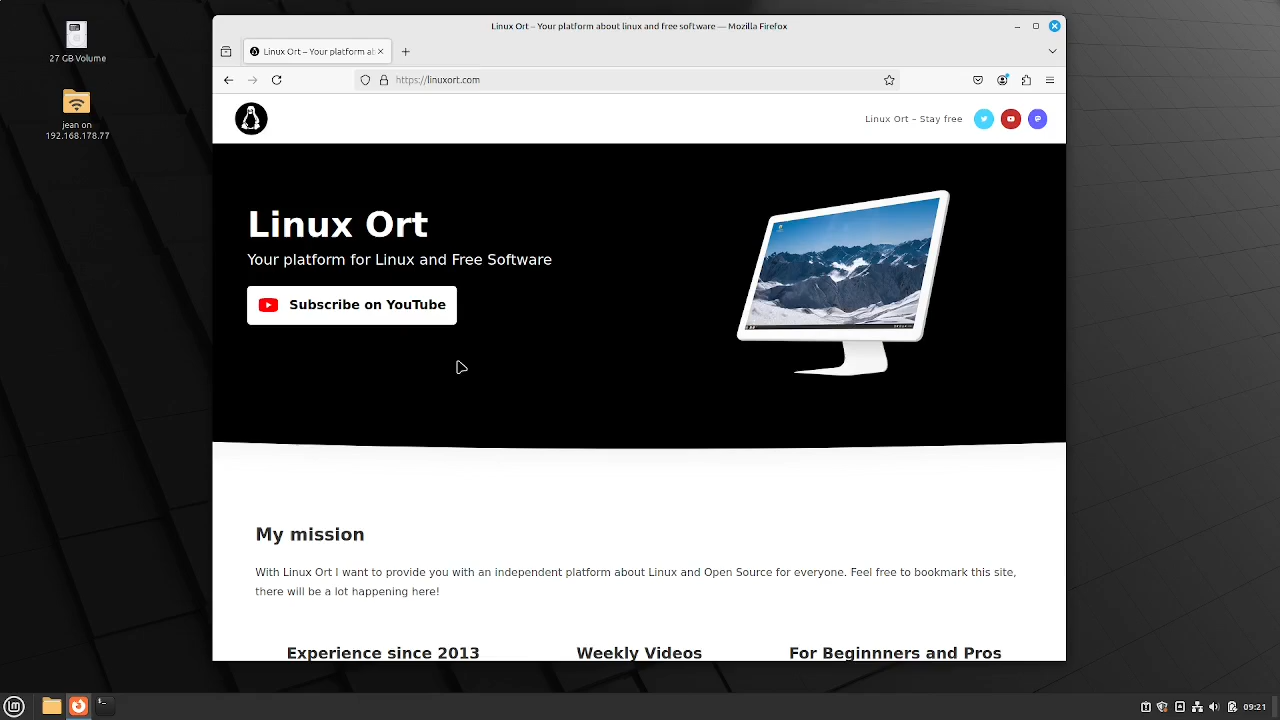 27 GB Volume
jean on
192.168.178.77
Linux Ort – Your platform about linux and free software — Mozilla Firefox
Linux Ort – Your platform ab
https://linuxort.com
Linux Ort – Stay free
Linux Ort
Your platform for Linux and Free Software
Subscribe on YouTube
My mission
With Linux Ort I want to provide you with an independent platform about Linux and Open Source for everyone. Feel free to bookmark this site,
there will be a lot happening here!
Experience since 2013
Weekly Videos
For Beginnners and Pros
09:21